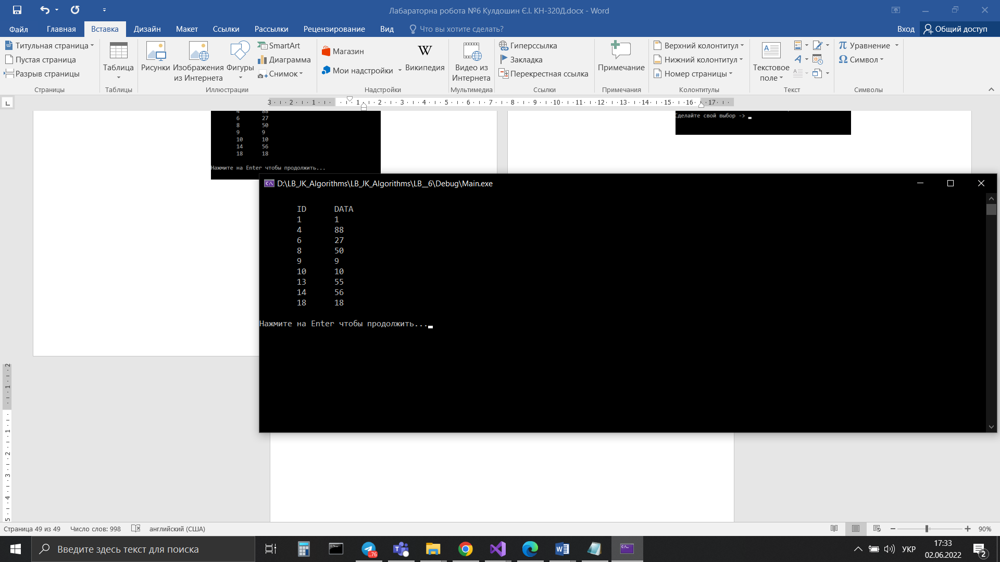 Лабараторна робота №6 Кулдошин Є.І. КН-320Д.docx - Word
Файл Главная Вставка Дизайн Макет Ссылки Рассылки Рецензирование Вид Что вы хотите сделать? Вход Общий доступ
Титульная страница
Пустая страница
Разрыв страницы
Страницы
Таблица
Таблицы
Рисунки
Изображения из Интернета
Фигуры
SmartArt
Диаграмма
Снимок
Иллюстрации
Магазин
Мои надстройки
Википедия
Надстройки
Видео из Интернета
Мультимедиа
Гиперссылка
Закладка
Перекрестная ссылка
Ссылки
Примечание
Примечания
Верхний колонтитул
Нижний колонтитул
Номер страницы
Колонтитулы
Текстовое поле
Текст
Уравнение
Символ
Символы
3 2 1 1 2 3 4 5 6 7 8 9 10 11 12 13 14 15 16 17
4 88
6 27
8 50
9 9
10 10
14 56
18 18
Нажмите на Enter чтобы продолжить...
Сделайте свой выбор ->
D:\LB_JK_Algorithms\LB_JK_Algorithms\LB__6\Debug\Main.exe
ID DATA
1 1
4 88
6 27
8 50
9 9
10 10
13 55
14 56
18 18
Нажмите на Enter чтобы продолжить...
2 1 1 2 3 4 5
Страница 49 из 49 Число слов: 998 английский (США) 90%
Введите здесь текст для поиска
..76
УКР
17:33
02.06.2022
2